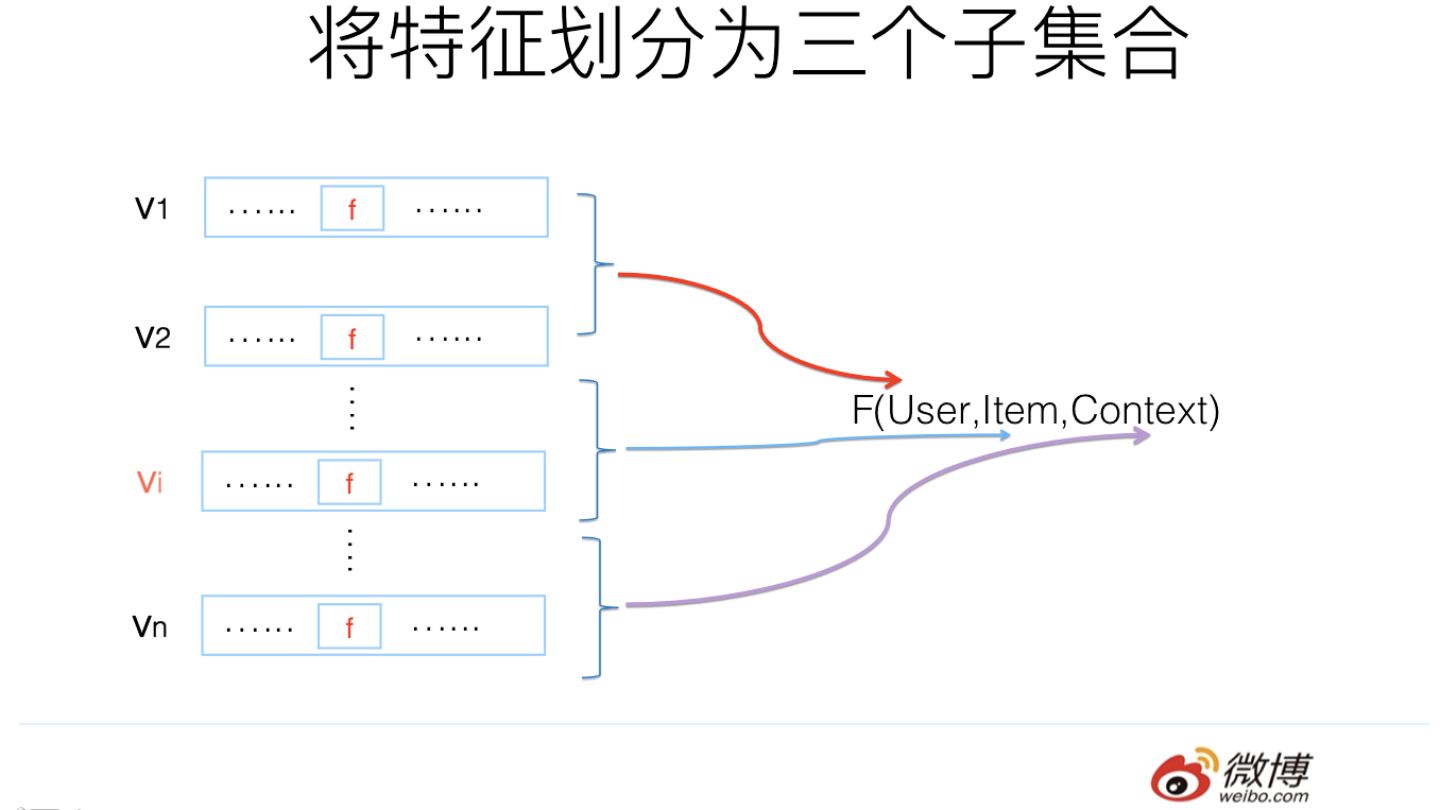 将特征划分为三个子集合
V1 ...... f ......
V2 ...... f ......
Vi ...... f ......
Vn ...... f ......
F(User,Item,Context)
微博
weibo.com